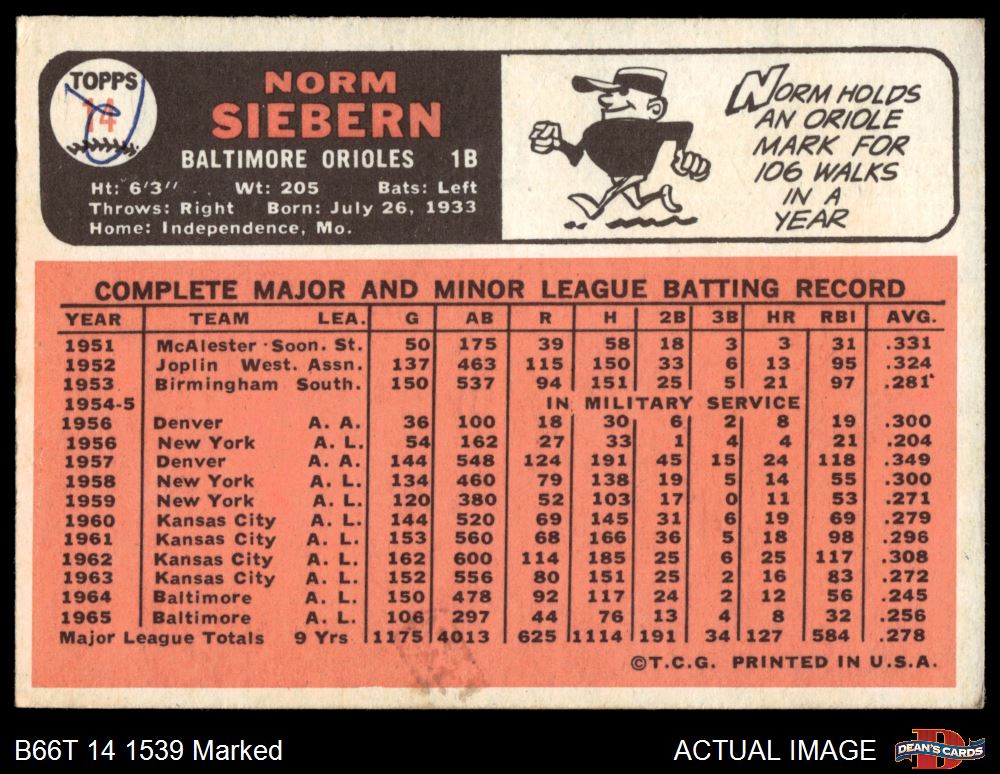 TOPPS
14
NORM
SIEBERN
BALTIMORE ORIOLES 1B
Ht: 6'3" Wt: 205 Bats: Left
Throws: Right Born: July 26, 1933
Home: Independence, Mo.
NORM HOLDS
AN ORIOLE
MARK FOR
106 WALKS
IN A
YEAR
COMPLETE MAJOR AND MINOR LEAGUE BATTING RECORD
YEAR TEAM LEA. G AB R H 2B 3B HR RBI AVG.
1951 McAlester Soon. St. 50 175 39 58 18 3 3 31 .331
1952 Joplin West. Assn. 137 463 115 150 33 6 13 95 .324
1953 Birmingham South. 150 537 94 151 25 5 21 97 .281
1954-5 IN MILITARY SERVICE
1956 Denver A. A. 36 100 18 30 6 2 8 19 .300
1956 New York A. L. 54 162 27 33 1 4 4 21 .204
1957 Denver A. A. 144 548 124 191 45 15 24 118 .349
1958 New York A. L. 134 460 79 138 19 5 14 55 .300
1959 New York A. L. 120 380 52 103 17 0 11 53 .271
1960 Kansas City A. L. 144 520 69 145 31 6 19 69 .279
1961 Kansas City A. L. 153 560 68 166 36 5 18 98 .296
1962 Kansas City A. L. 162 600 114 185 25 6 25 117 .308
1963 Kansas City A. L. 152 556 80 151 25 2 16 83 .272
1964 Baltimore A. L. 150 478 92 117 24 2 12 56 .245
1965 Baltimore A. L. 106 297 44 76 13 4 8 32 .256
Major League Totals 9 Yrs 1175 4013 625 1114 191 34 127 584 .278
©T.C.G. PRINTED IN U.S.A.
B66T 14 1539 Marked
ACTUAL IMAGE
DEAN'S CARDS